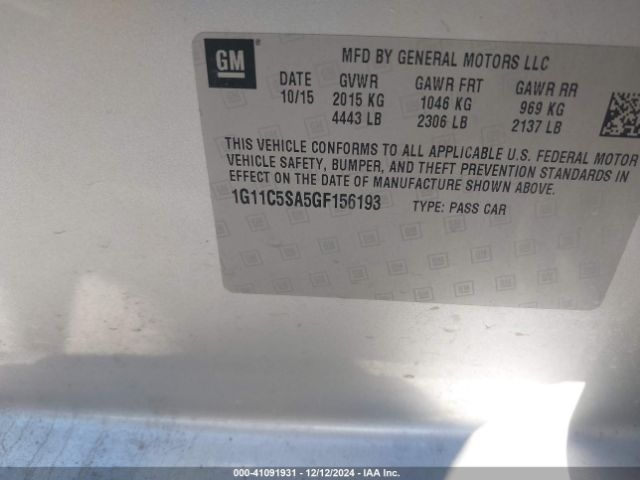 GM
MFD BY GENERAL MOTORS LLC
DATE GVWR GAWR FRT GAWR RR
10/15 2015 KG 1046 KG 969 KG
4443 LB 2306 LB 2137 LB
THIS VEHICLE CONFORMS TO ALL APPLICABLE U.S. FEDERAL MOTOR
VEHICLE SAFETY, BUMPER, AND THEFT PREVENTION STANDARDS IN
EFFECT ON THE DATE OF MANUFACTURE SHOWN ABOVE.
1G11C5SA5GF156193 TYPE: PASS CAR
000-41091931 - 12/12/2024 - IAA Inc.